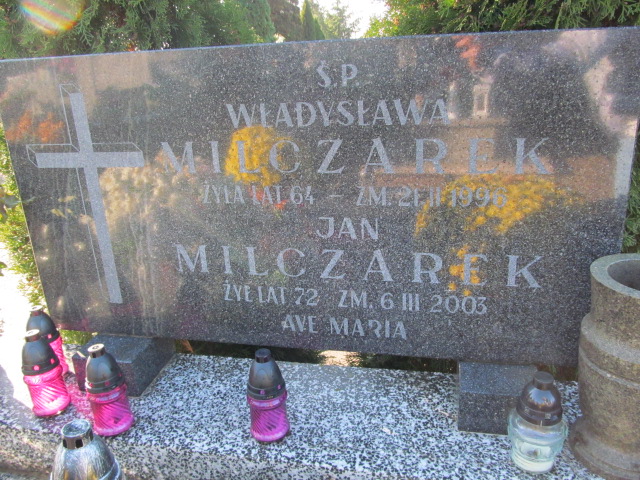 Ś.P.
WŁADYSŁAWA
MILCZAREK
ŻYŁA LAT 64 - ZM. 21 II 1996
JAN
MILCZAREK
ŻYŁ LAT 72 ZM. 6 III 2003
AVE MARIA